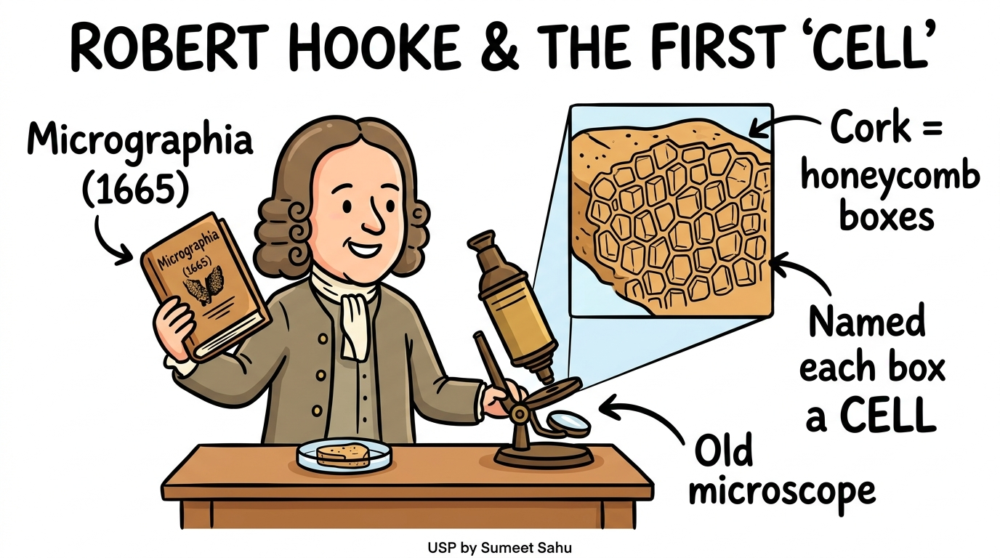 ROBERT HOOKE & THE FIRST ‘CELL’
Micrographia
(1665)
Micrographia
(1665)
Cork =
honeycomb
boxes
Named
each box
a CELL
Old
microscope
USP by Sumeet Sahu